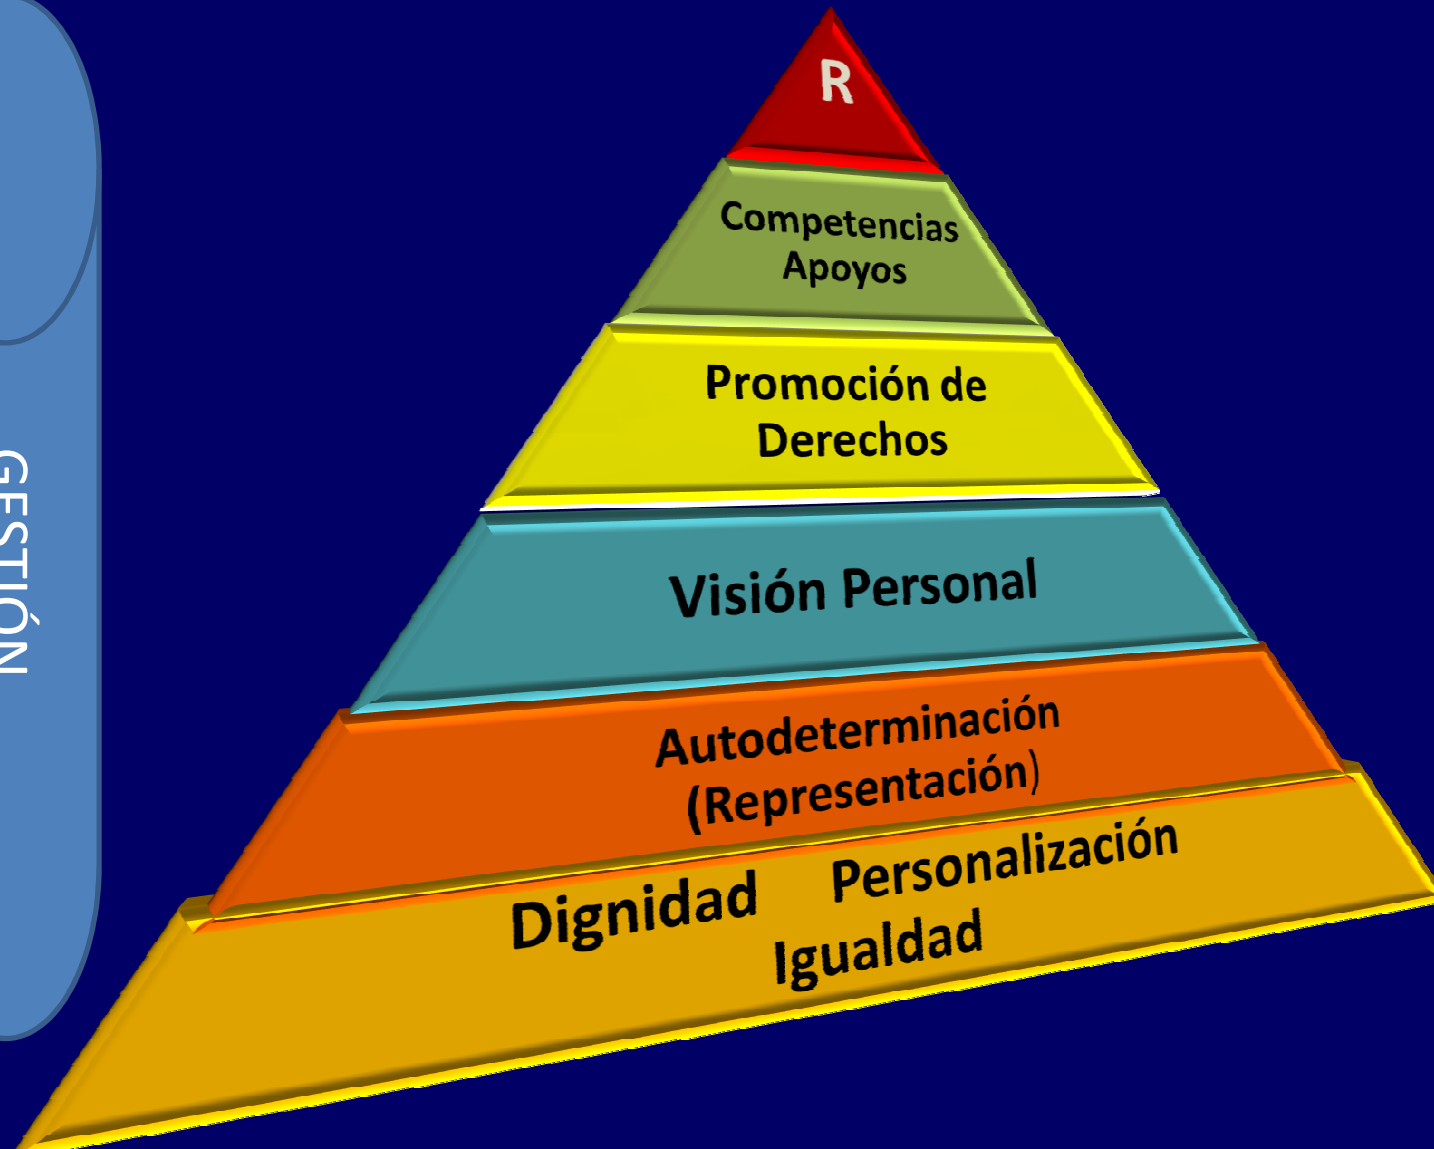 R
Competencias
Apoyos
Promoción de
Derechos
Visión Personal
Autodeterminación
(Representación)
Dignidad Personalización
Igualdad
GESTIÓN